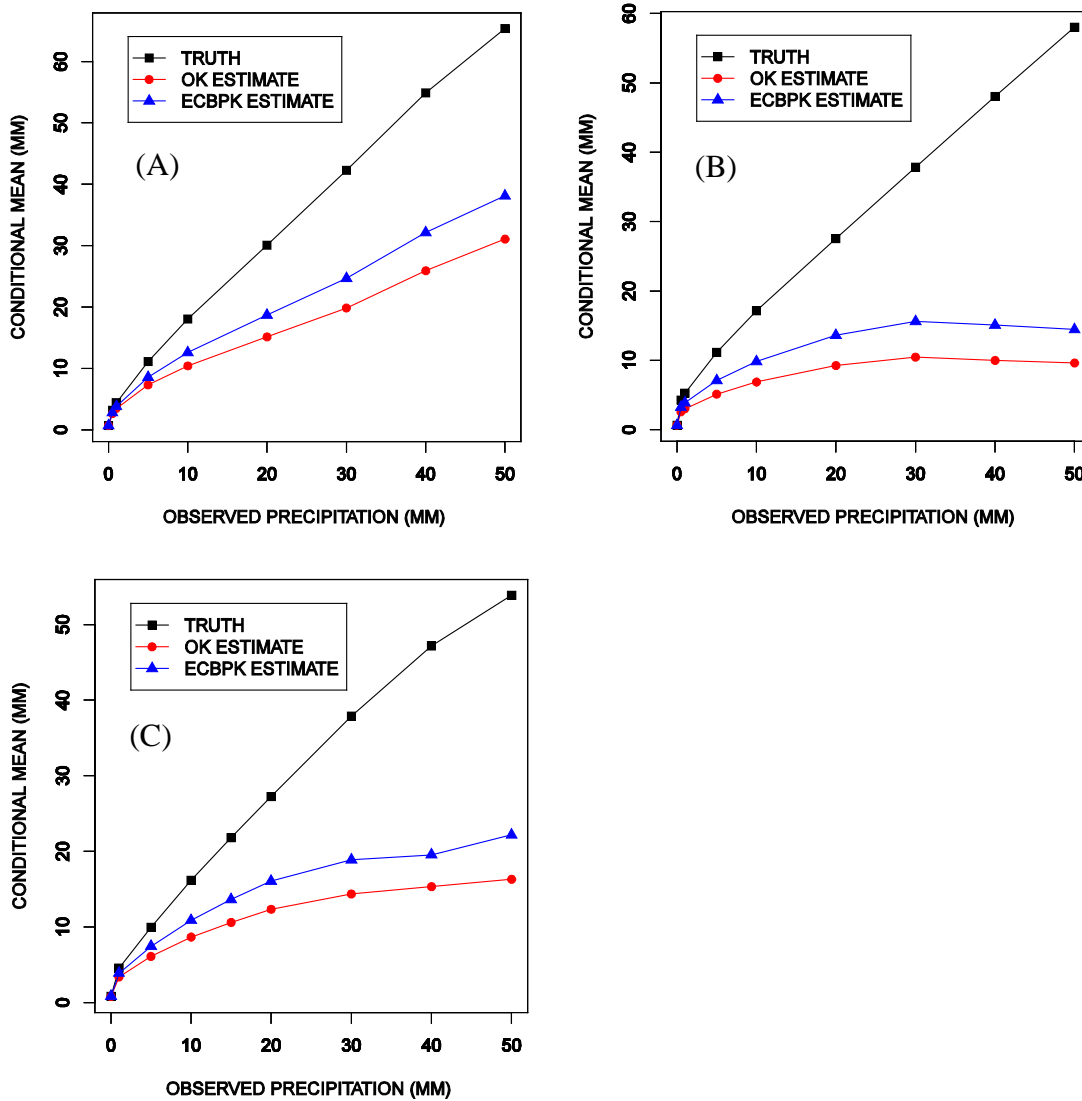 TRUTH
OK ESTIMATE
ECBPK ESTIMATE
(A)
CONDITIONAL MEAN (MM)
0 10 20 30 40 50 60
0 10 20 30 40 50
OBSERVED PRECIPITATION (MM)
TRUTH
OK ESTIMATE
ECBPK ESTIMATE
(B)
CONDITIONAL MEAN (MM)
0 10 20 30 40 50 60
0 10 20 30 40 50
OBSERVED PRECIPITATION (MM)
TRUTH
OK ESTIMATE
ECBPK ESTIMATE
(C)
CONDITIONAL MEAN (MM)
0 10 20 30 40 50
0 10 20 30 40 50
OBSERVED PRECIPITATION (MM)